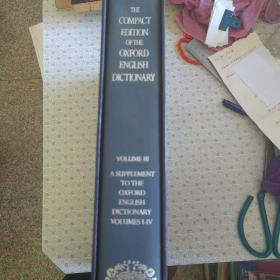 THE
COMPACT
EDITION
OF THE
OXFORD
ENGLISH
DICTIONARY
VOLUME III
A SUPPLEMENT
TO THE
OXFORD
ENGLISH
DICTIONARY
VOLUMES I-IV